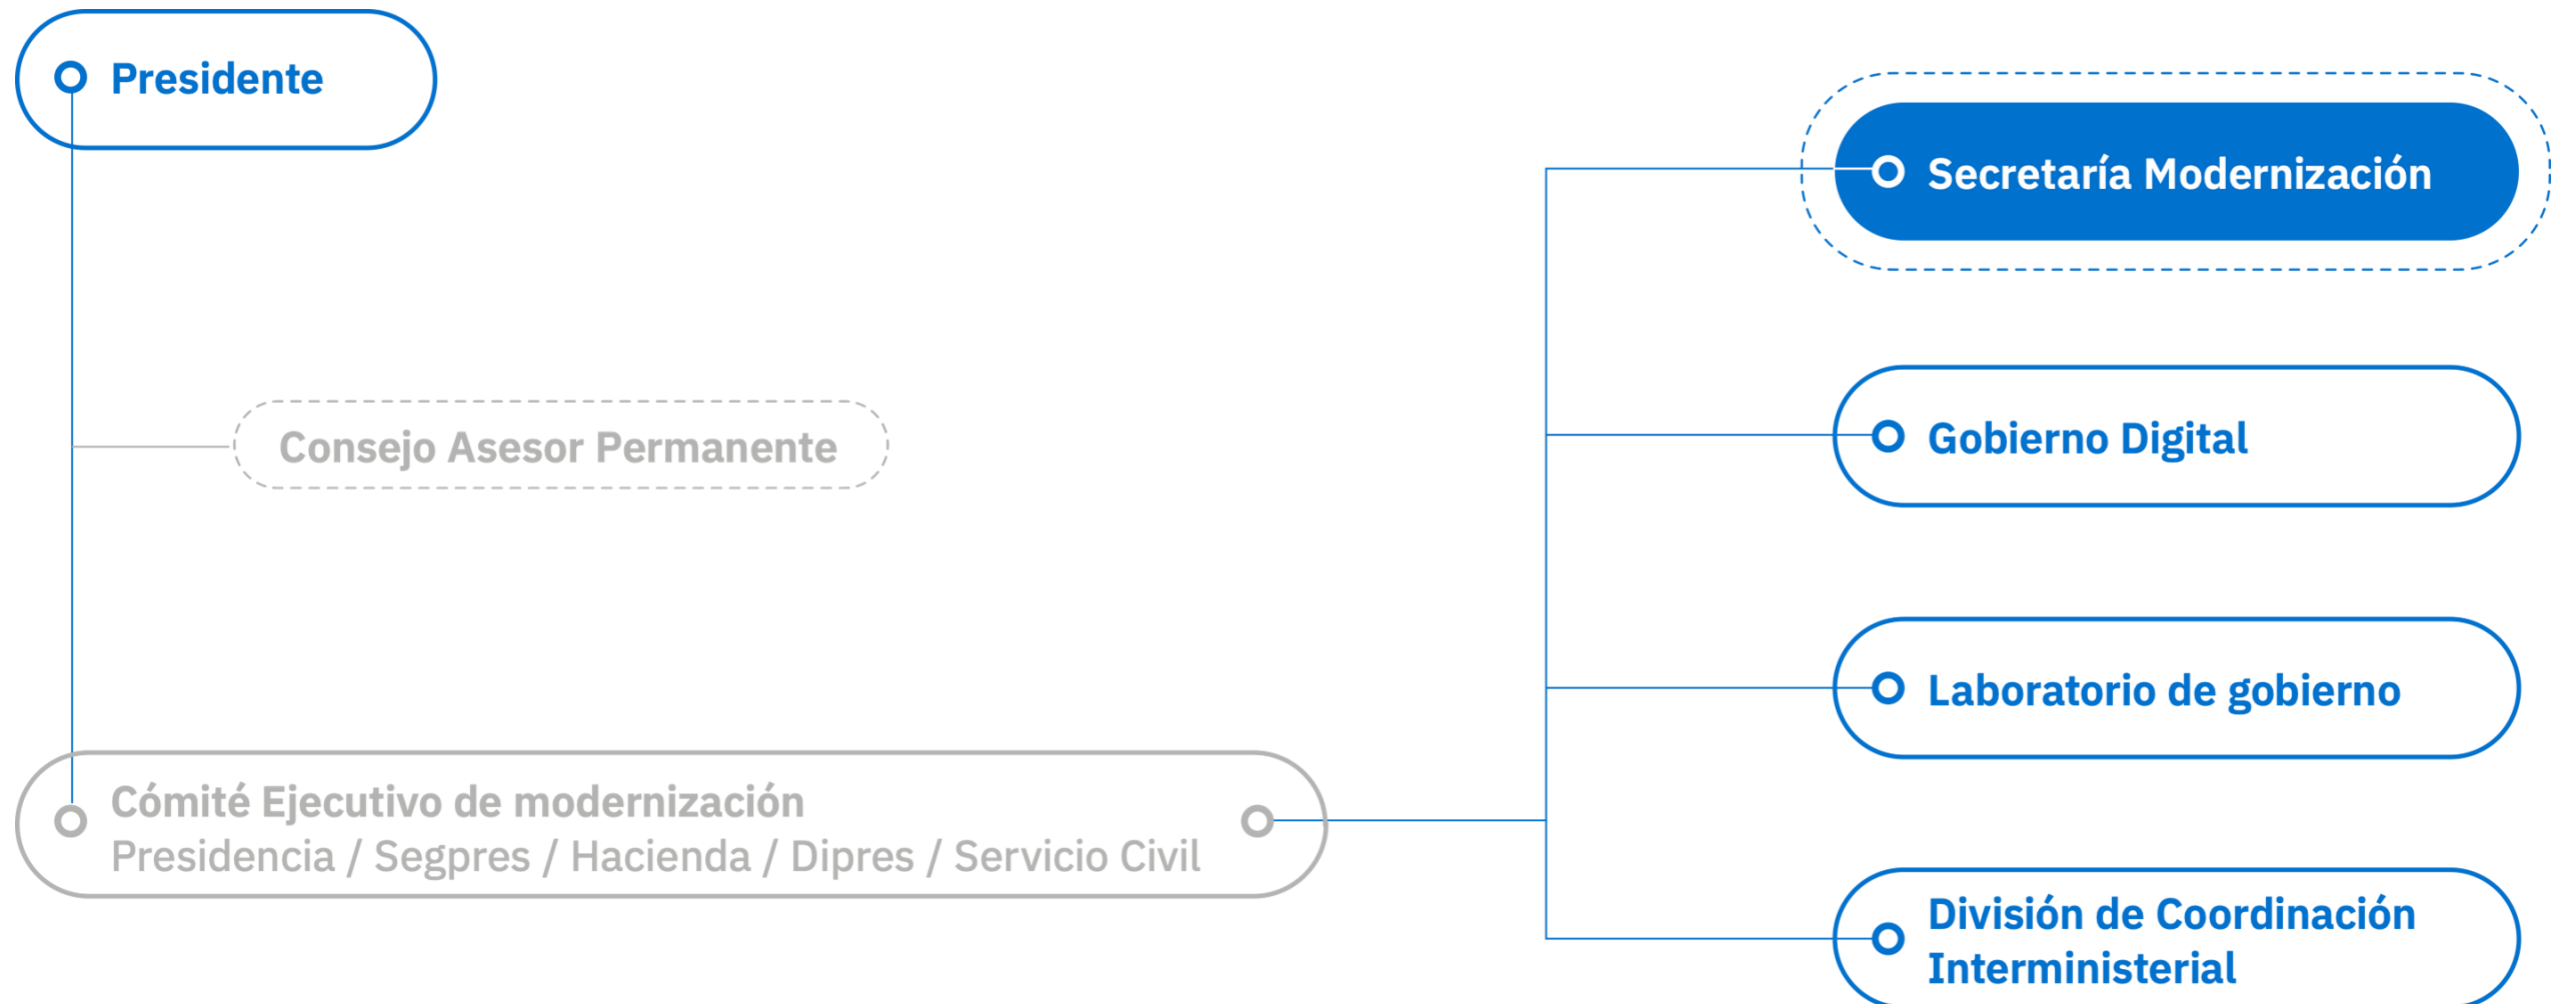 Presidente
Consejo Asesor Permanente
Cómité Ejecutivo de modernización
Presidencia / Segpres / Hacienda / Dipres / Servicio Civil
Secretaría Modernización
Gobierno Digital
Laboratorio de gobierno
División de Coordinación
Interministerial